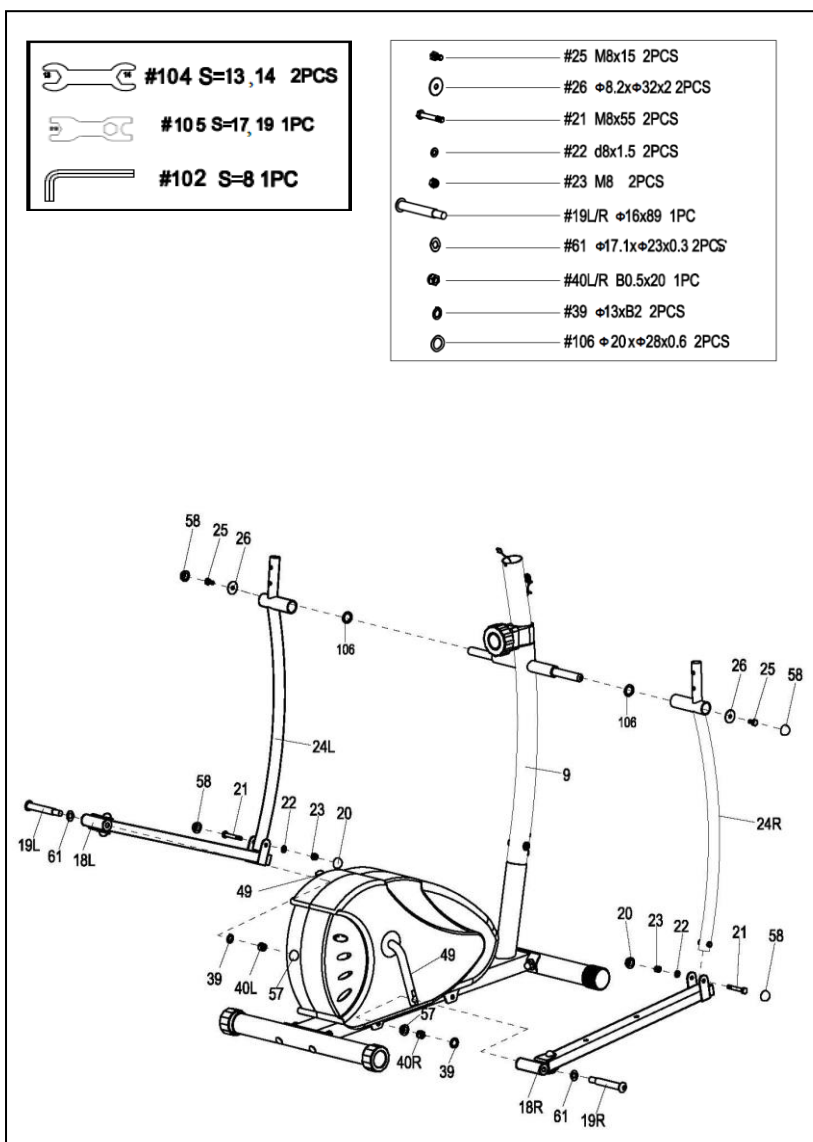 #104 S=13,14 2PCS
#105 S=17, 19 1PC
#102 S=8 1PC
#25 M8x15 2PCS
#26 Φ8.2xΦ32x2 2PCS
#21 M8x55 2PCS
#22 d8x1.5 2PCS
#23 M8 2PCS
#19L/R Φ16x89 1PC
#61 Φ17.1xΦ23x0.3 2PCS
#40L/R B0.5x20 1PC
#39 Φ13xB2 2PCS
#106 Φ20xΦ28x0.6 2PCS
58
25
26
106
106
26
25
58
24L
9
24R
58
21
22
23
20
19L
61
18L
49
49
20
23
22
21
58
39
40L
57
57
40R
39
18R
61
19R